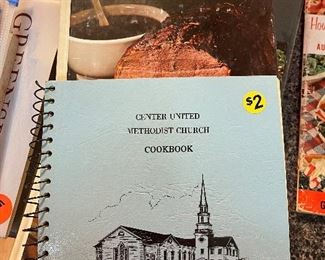 CENTER UNITED
METHODIST CHURCH
COOKBOOK
$2